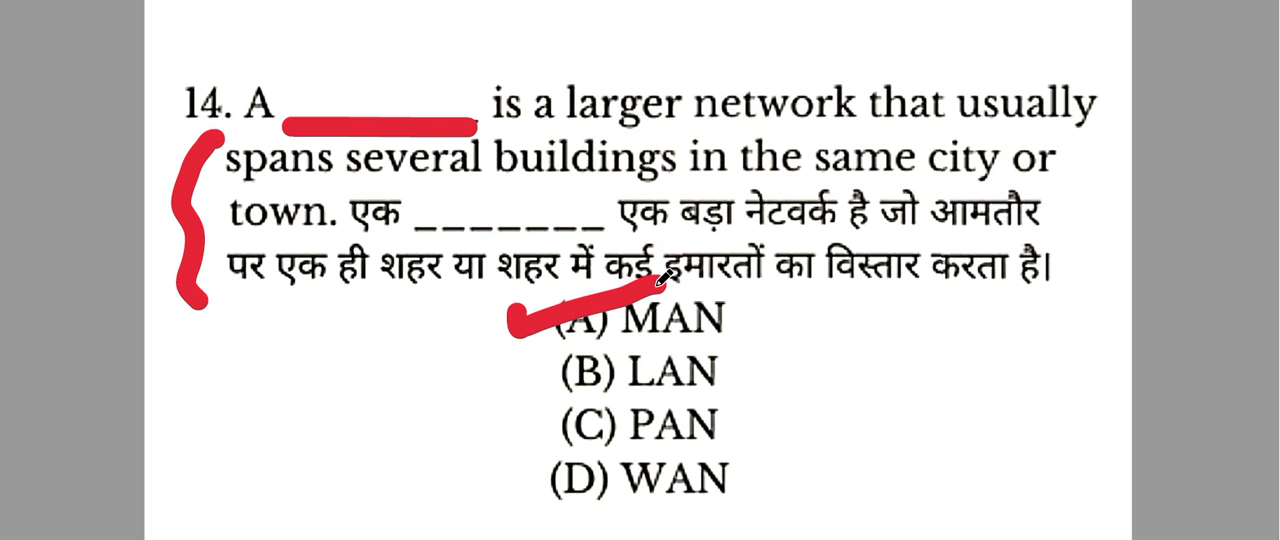 14. A ________ is a larger network that usually
spans several buildings in the same city or
town. एक _______ एक बड़ा नेटवर्क है जो आमतौर
पर एक ही शहर या शहर में कई इमारतों का विस्तार करता है।
(A) MAN
(B) LAN
(C) PAN
(D) WAN